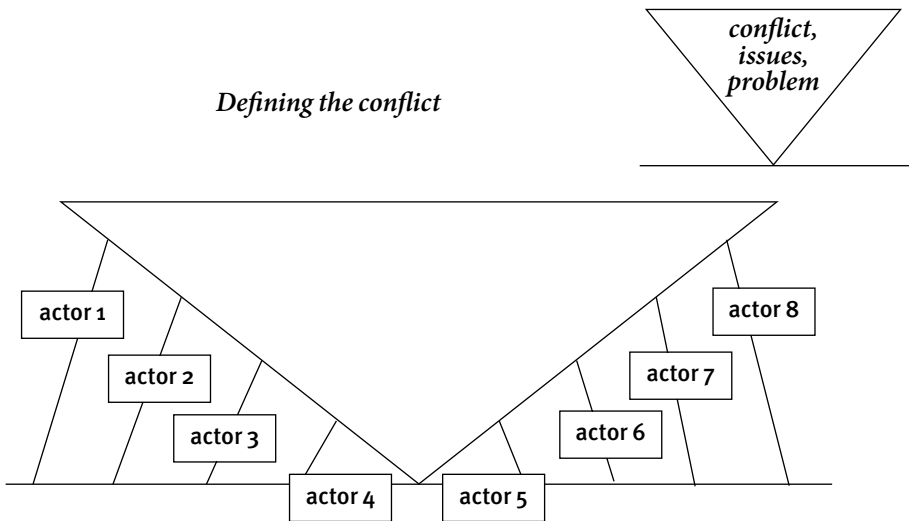 conflict,
issues,
problem
Defining the conflict
actor 1
actor 2
actor 3
actor 4
actor 5
actor 6
actor 7
actor 8